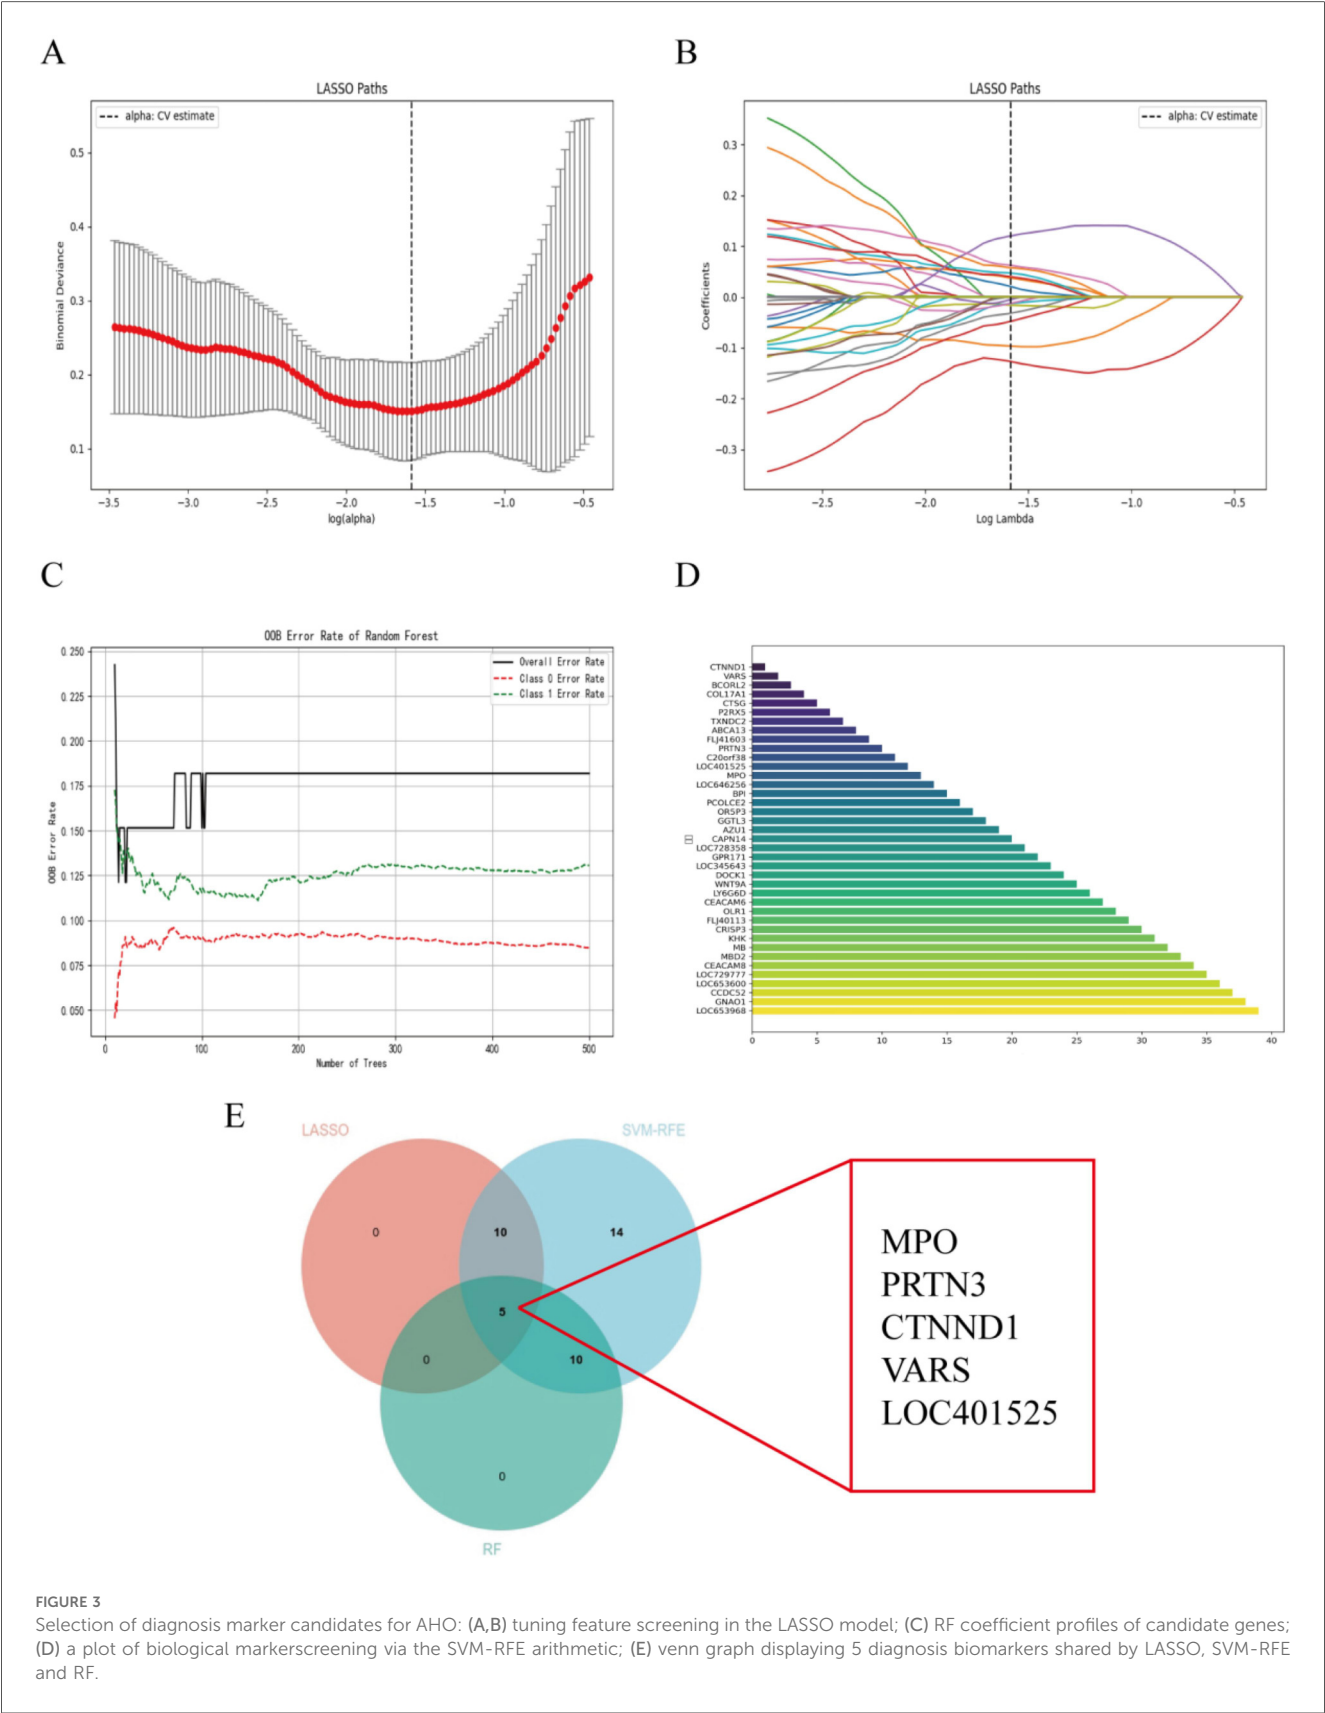 A
LASSO Paths
alpha: CV estimate
Binomial Deviance
0.5
0.4
0.3
0.2
0.1
−3.5 −3.0 −2.5 −2.0 −1.5 −1.0 −0.5
log(alpha)
B
LASSO Paths
alpha: CV estimate
Coefficients
0.3
0.2
0.1
0.0
−0.1
−0.2
−0.3
−2.5 −2.0 −1.5 −1.0 −0.5
Log Lambda
C
OOB Error Rate of Random Forest
Overall Error Rate
Class 0 Error Rate
Class 1 Error Rate
OOB Error Rate
0.250
0.225
0.200
0.175
0.150
0.125
0.100
0.075
0.050
0 100 200 300 400 500
Number of Trees
D
CTNND1
VARS
BCORL2
COL17A1
CTSG
P2RX5
TXNDC2
ABCA13
FLJ41603
PRTN3
C20orf38
LOC401525
MPO
LOC646256
BPI
PCOLCE2
OR5P3
GGTL3
AZU1
CAPN14
LOC728358
GPR171
LOC345643
DOCK1
WNT9A
LY6G6D
CEACAM6
OLR1
FLJ40113
CRISP3
KHK
MB
MBD2
CEACAM8
LOC729777
LOC653600
CCDC52
GNAO1
LOC653968
0 5 10 15 20 25 30 35 40
E
LASSO
SVM-RFE
0 10 14
5
0 10
0
RF
MPO
PRTN3
CTNND1
VARS
LOC401525
FIGURE 3
Selection of diagnosis marker candidates for AHO: (A,B) tuning feature screening in the LASSO model; (C) RF coefficient profiles of candidate genes;
(D) a plot of biological markerscreening via the SVM-RFE arithmetic; (E) venn graph displaying 5 diagnosis biomarkers shared by LASSO, SVM-RFE
and RF.